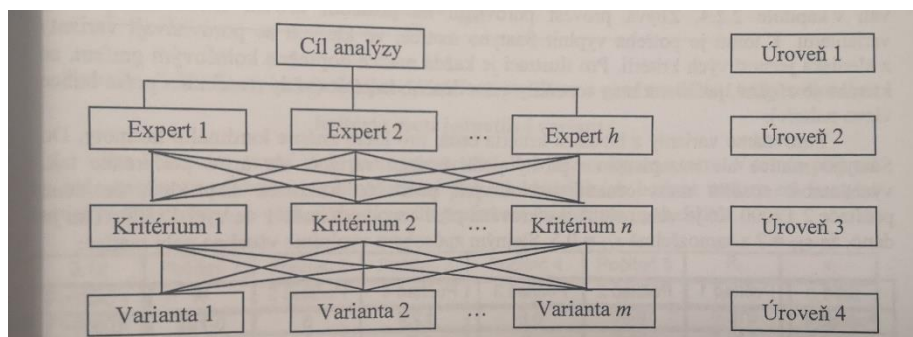 Cíl analýzy
Úroveň 1
Expert 1
Expert 2
...
Expert h
Úroveň 2
Kritérium 1
Kritérium 2
...
Kritérium n
Úroveň 3
Varianta 1
Varianta 2
...
Varianta m
Úroveň 4